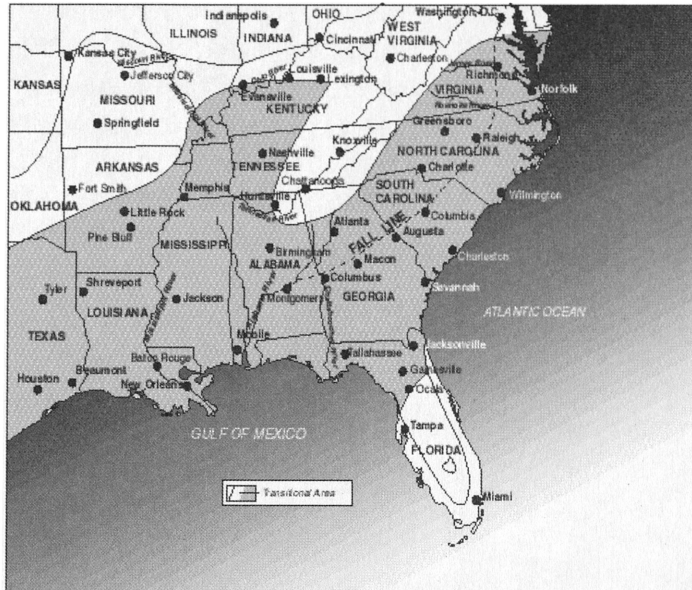 Washington, D.C.
Indianapolis
OHIO
WEST
VIRGINIA
ILLINOIS
INDIANA
Cincinnati
Kansas City
Missouri River
Charleston
Louisville
Lexington
Jefferson City
Ohio River
Richmond
KANSAS
MISSOURI
Evansville
VIRGINIA
Norfolk
KENTUCKY
Springfield
Greensboro
Raleigh
Knoxville
Nashville
NORTH CAROLINA
ARKANSAS
TENNESSEE
Charlotte
Fort Smith
Chattanooga
Memphis
Huntsville
SOUTH
CAROLINA
Wilmington
OKLAHOMA
Little Rock
Columbia
Pine Bluff
Atlanta
FALL LINE
Augusta
MISSISSIPPI
Birmingham
Charleston
ALABAMA
Macon
Tyler
Shreveport
Columbus
Savannah
Jackson
Montgomery
GEORGIA
LOUISIANA
ATLANTIC OCEAN
TEXAS
Mobile
Jacksonville
Baton Rouge
Tallahassee
Gainesville
Houston
Beaumont
New Orleans
Ocala
Tampa
GULF OF MEXICO
FLORIDA
Transitional Area
Miami